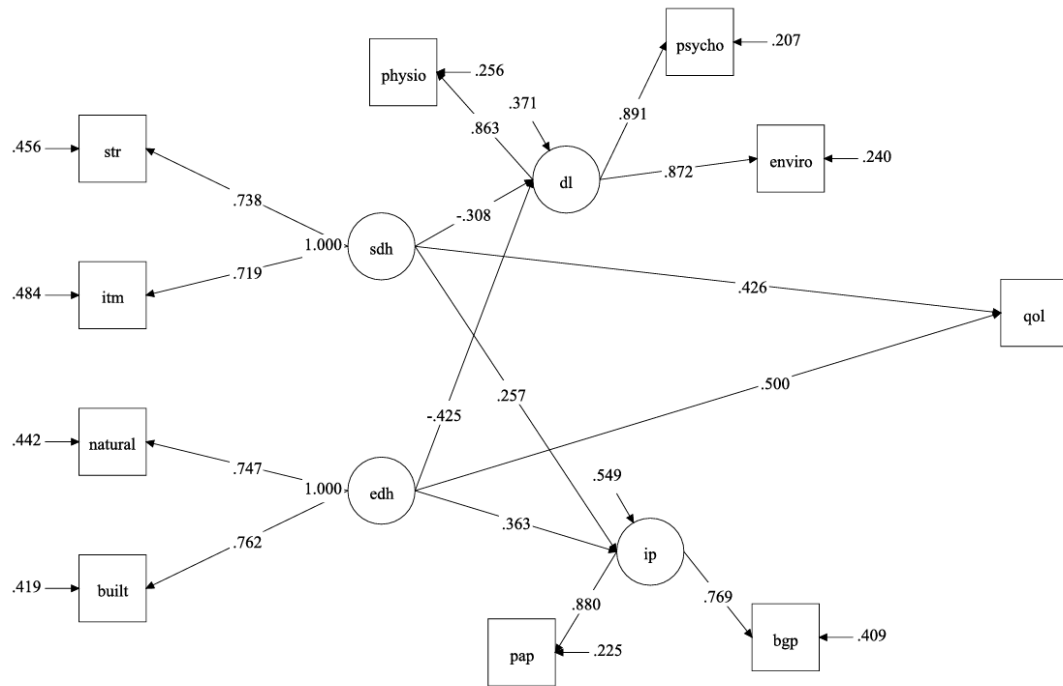 psycho
.207
physio
.256
.371
.891
.863
.456
str
enviro
.240
.872
dl
.738
-.308
1.000
sdh
.719
.484
itm
.426
qol
.257
.500
-.425
.442
natural
.747
.549
1.000
edh
.363
.762
ip
.419
built
.880
.769
pap
.225
bgp
.409